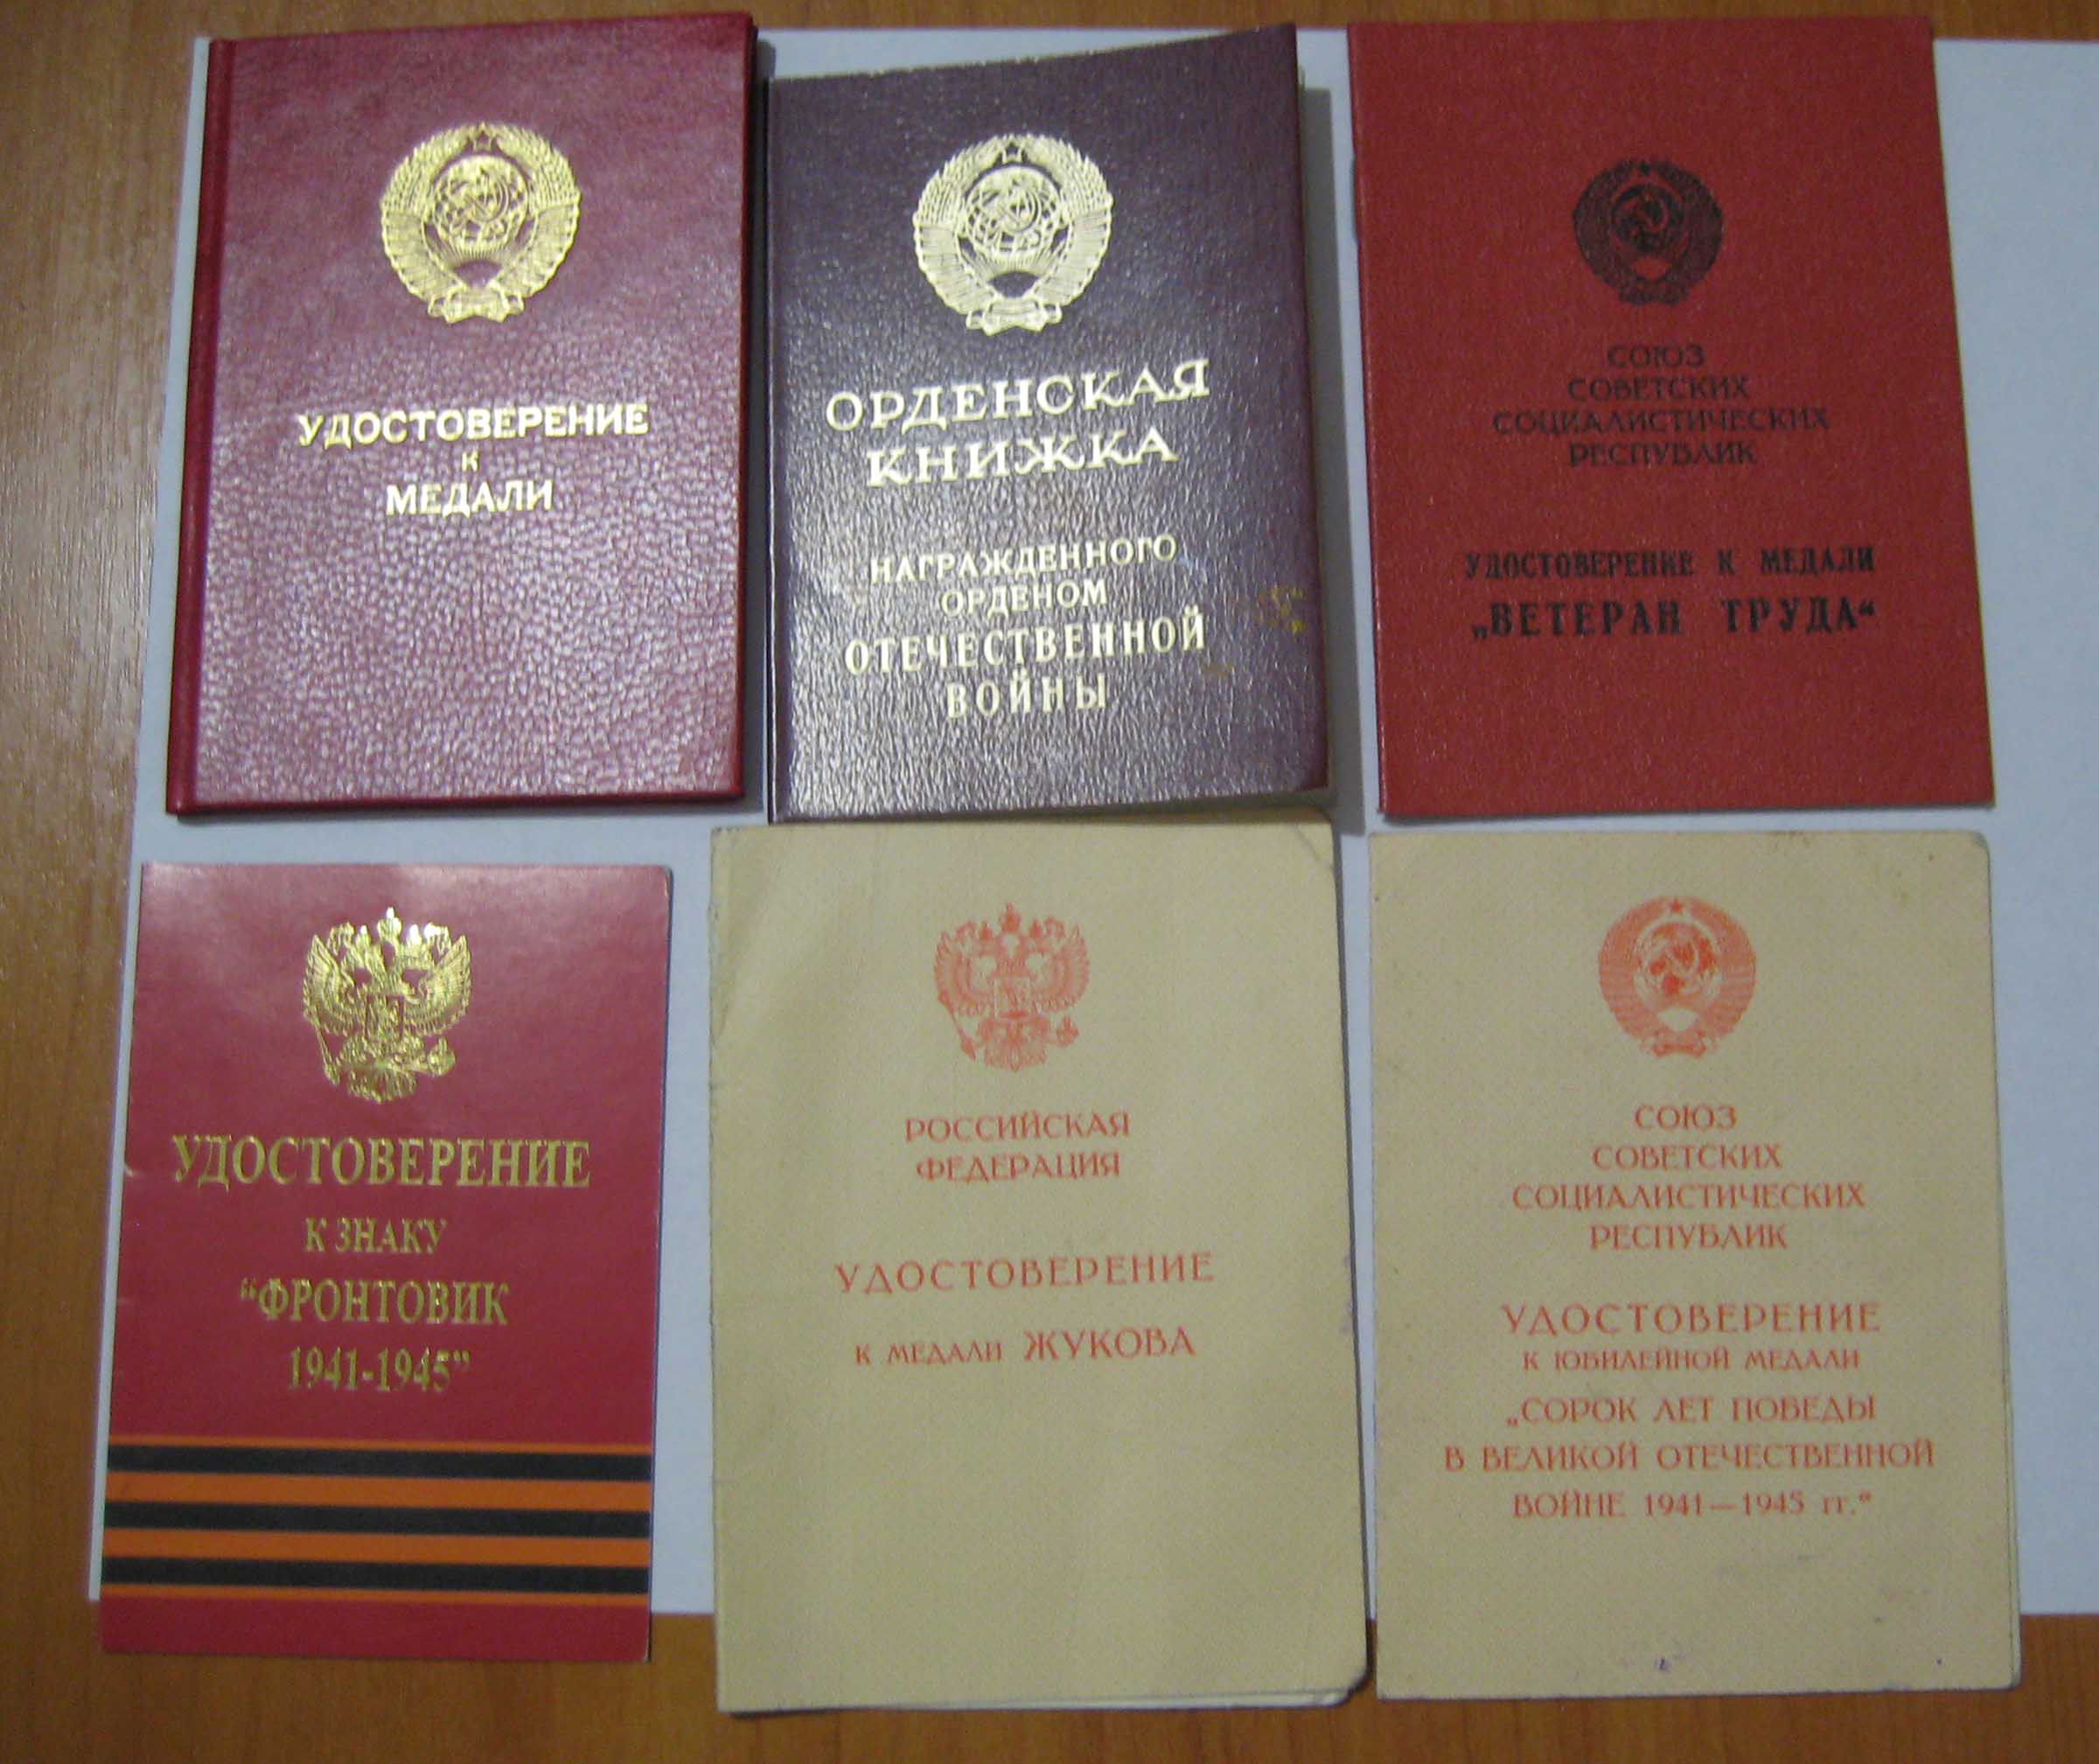 УДОСТОВЕРЕНИЕ
К
МЕДАЛИ
ОРДЕНСКАЯ
КНИЖКА
НАГРАЖДЕННОГО
ОРДЕНОМ
ОТЕЧЕСТВЕННОЙ
ВОЙНЫ
СОЮЗ
СОВЕТСКИХ
СОЦИАЛИСТИЧЕСКИХ
РЕСПУБЛИК
УДОСТОВЕРЕНИЕ К МЕДАЛИ
„ВЕТЕРАН ТРУДА“
УДОСТОВЕРЕНИЕ
К ЗНАКУ
“ФРОНТОВИК
1941-1945”
РОССИЙСКАЯ
ФЕДЕРАЦИЯ
УДОСТОВЕРЕНИЕ
К МЕДАЛИ ЖУКОВА
СОЮЗ
СОВЕТСКИХ
СОЦИАЛИСТИЧЕСКИХ
РЕСПУБЛИК
УДОСТОВЕРЕНИЕ
К ЮБИЛЕЙНОЙ МЕДАЛИ
„СОРОК ЛЕТ ПОБЕДЫ
В ВЕЛИКОЙ ОТЕЧЕСТВЕННОЙ
ВОЙНЕ 1941—1945 гг.“